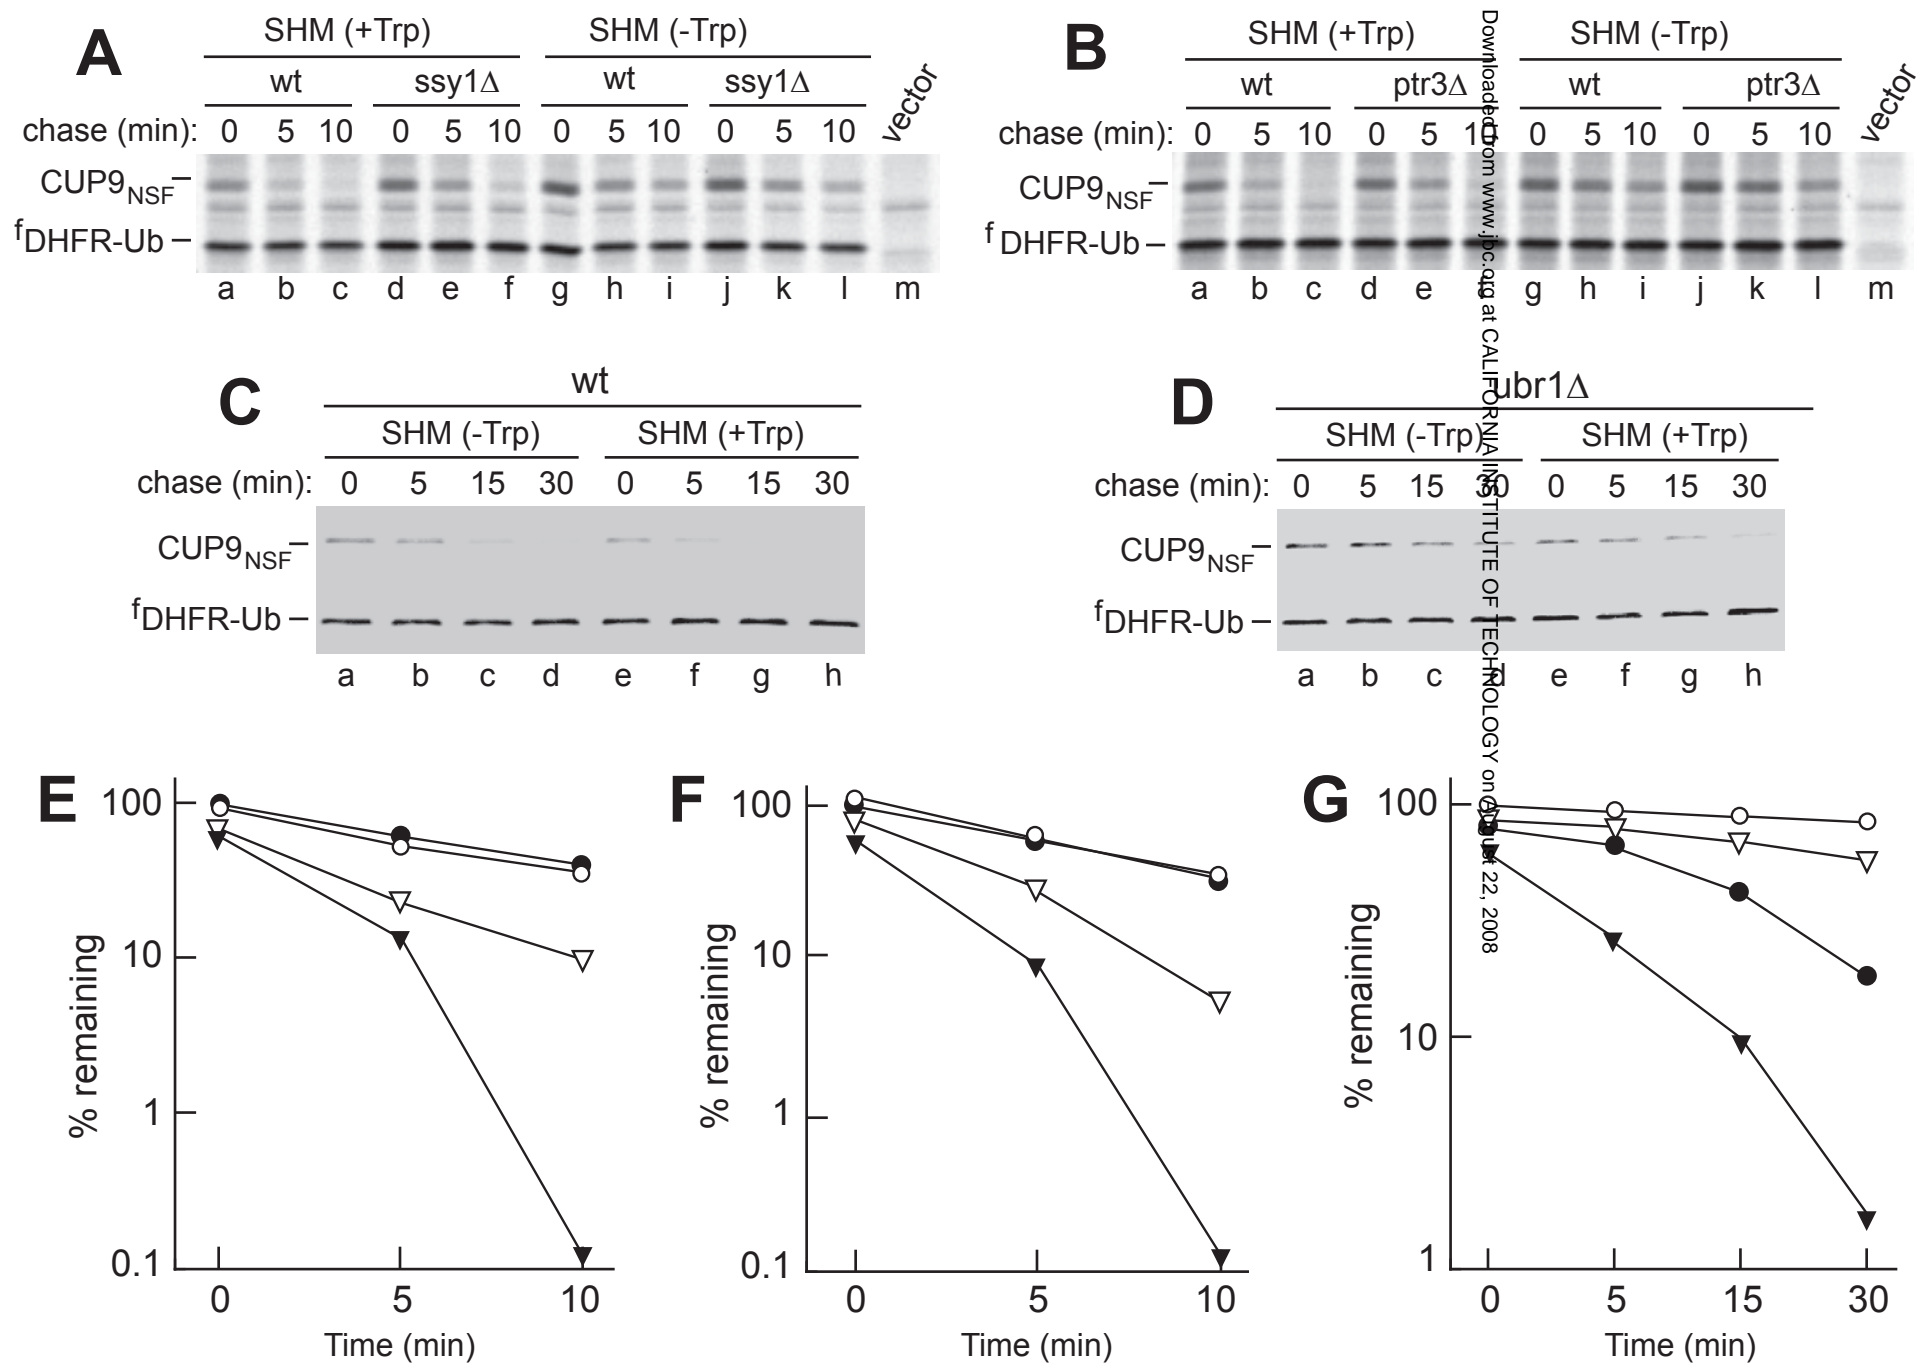 A
SHM (+Trp) SHM (-Trp)
wt ssy1Δ wt ssy1Δ vector
chase (min): 0 5 10 0 5 10 0 5 10 0 5 10
CUP9NSF
fDHFR-Ub
a b c d e f g h i j k l m
B
SHM (+Trp) SHM (-Trp)
wt ptr3Δ wt ptr3Δ vector
chase (min): 0 5 10 0 5 10 0 5 10 0 5 10
CUP9NSF
f DHFR-Ub
a b c d e g h i j k l m
C
wt
SHM (-Trp) SHM (+Trp)
chase (min): 0 5 15 30 0 5 15 30
CUP9NSF
fDHFR-Ub
a b c d e f g h
D
ubr1Δ
SHM (-Trp) SHM (+Trp)
chase (min): 0 5 15 30 0 5 15 30
CUP9NSF
fDHFR-Ub
a b c d e f g h
E
100
10
1
0.1
% remaining
0 5 10
Time (min)
F
100
10
1
0.1
% remaining
0 5 10
Time (min)
G
100
10
1
% remaining
0 5 15 30
Time (min)
Downloaded from www.jbc.org at CALIFORNIA INSTITUTE OF TECHNOLOGY on August 22, 2008